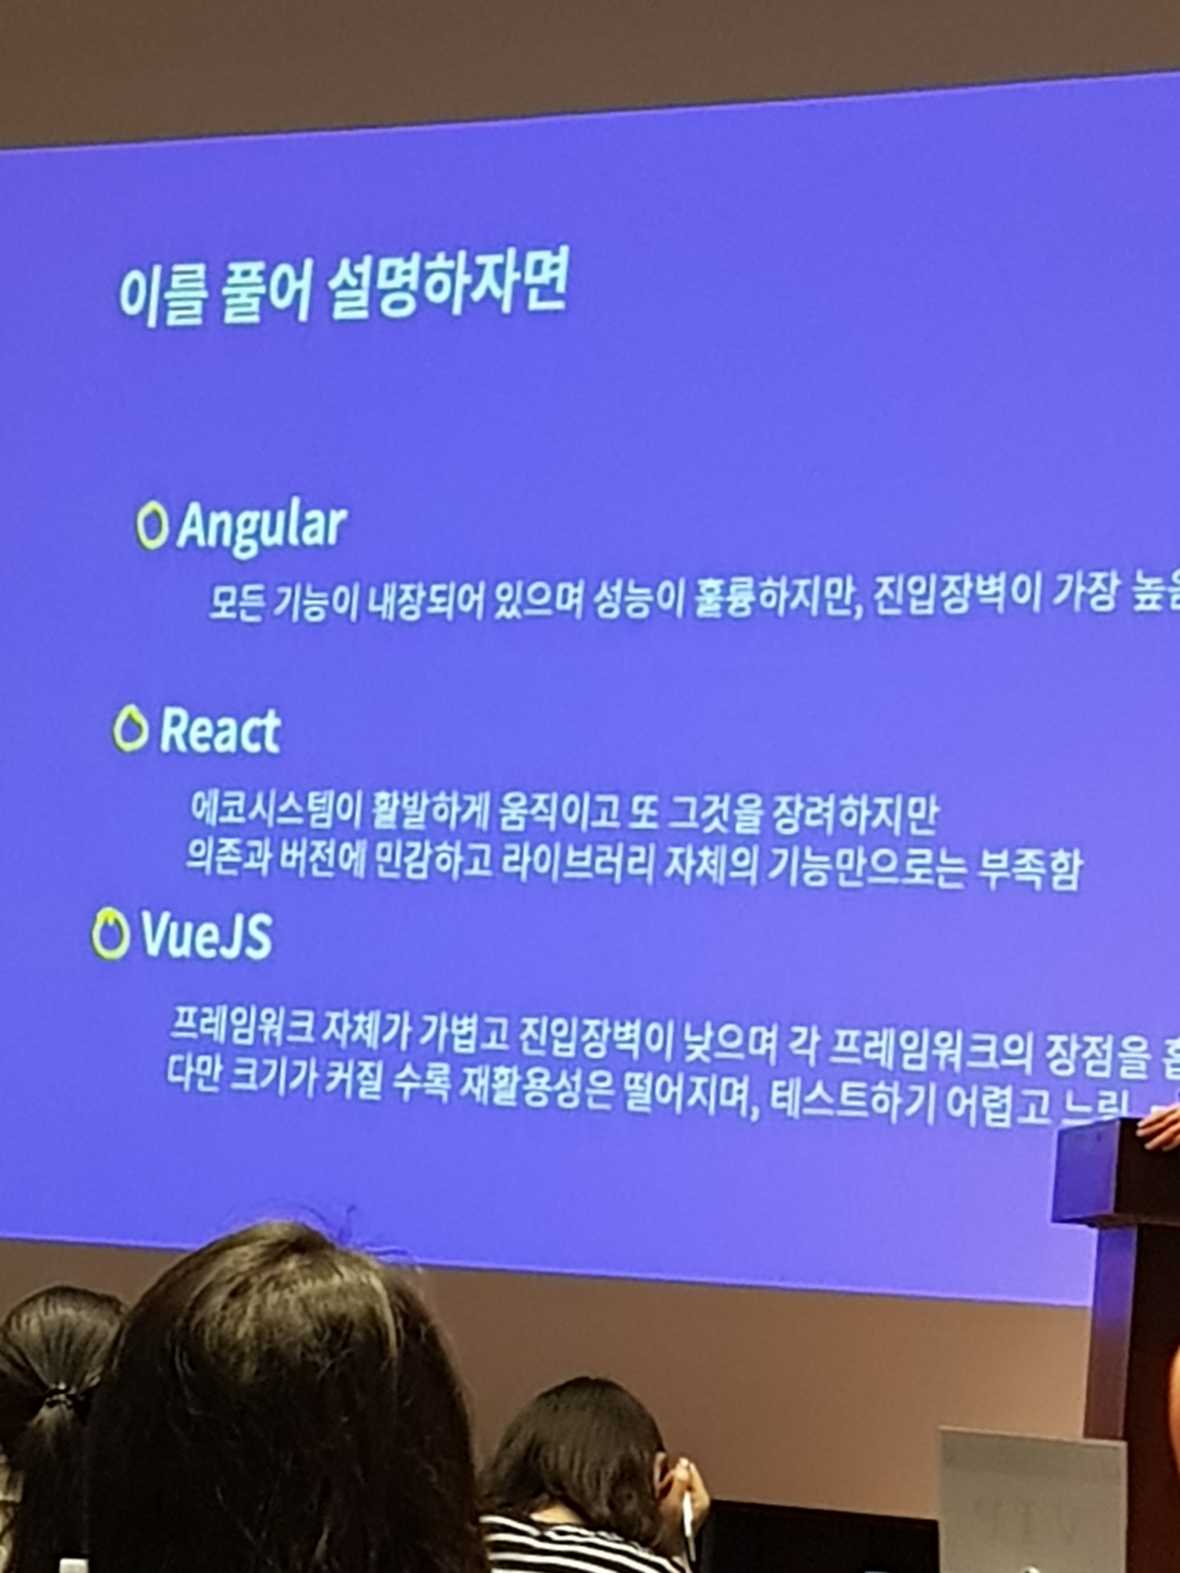 이를 풀어 설명하자면
Angular
모든 기능이 내장되어 있으며 성능이 훌륭하지만, 진입장벽이 가장
React
에코시스템이 활발하게 움직이고 또 그것을 장려하지만
의존과 버전에 민감하고 라이브러리 자체의 기능만으로는 부족함
VueJS
프레임워크 자체가 가볍고 진입장벽이 낮으며 각 프레임워크의 장점을
다만 크기가 커질 수록 재활용성은 떨어지며, 테스트하기 어렵고 느림